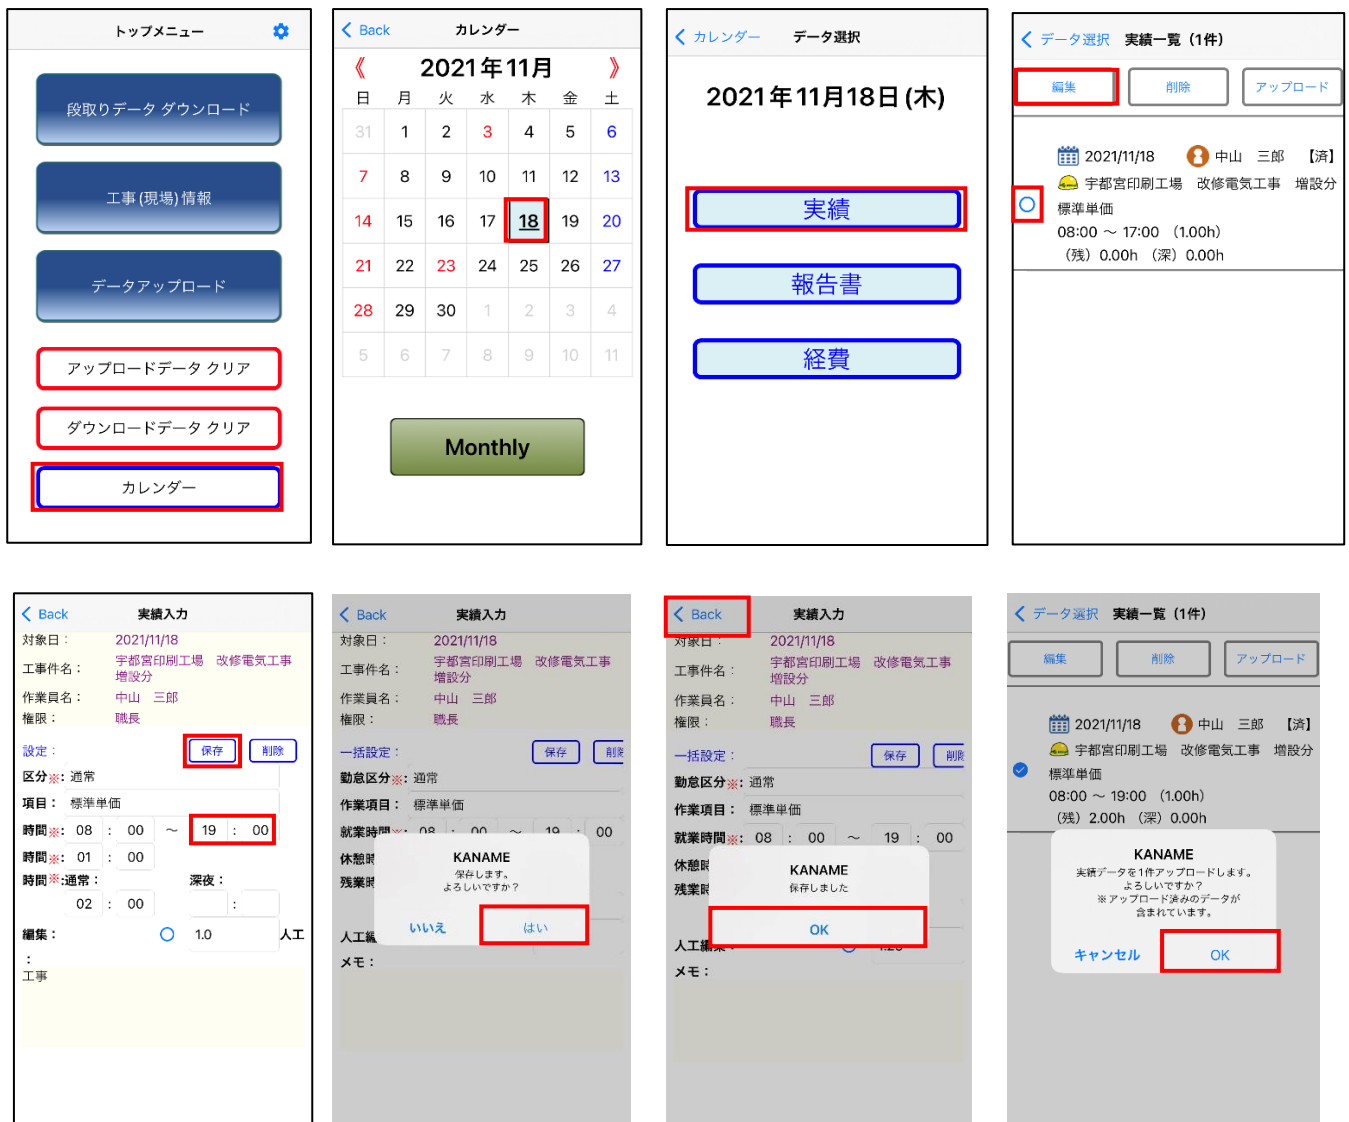 トップメニュー
段取りデータ ダウンロード
工事(現場)情報
データアップロード
アップロードデータ クリア
ダウンロードデータ クリア
カレンダー
Back カレンダー
《 2021年11月 》
日 月 火 水 木 金 土
31 1 2 3 4 5 6
7 8 9 10 11 12 13
14 15 16 17 18 19 20
21 22 23 24 25 26 27
28 29 30 1 2 3 4
5 6 7 8 9 10 11
Monthly
カレンダー データ選択
2021年11月18日(木)
実績
報告書
経費
データ選択 実績一覧（1件）
編集 削除 アップロード
2021/11/18 中山 三郎 【済】
宇都宮印刷工場 改修電気工事 増設分
標準単価
08:00 ～ 17:00 （1.00h）
（残）0.00h （深）0.00h
Back 実績入力
対象日： 2021/11/18
工事件名： 宇都宮印刷工場 改修電気工事
増設分
作業員名： 中山 三郎
権限： 職長
設定： 保存 削除
区分※: 通常
項目： 標準単価
時間※: 08 : 00 ～ 19 : 00
時間※: 01 : 00
時間※:通常： 深夜：
02 : 00 :
編集： 1.0 人工
：
工事
Back 実績入力
対象日： 2021/11/18
工事件名： 宇都宮印刷工場 改修電気工事
増設分
作業員名： 中山 三郎
権限： 職長
一括設定： 保存 削除
勤怠区分※: 通常
作業項目： 標準単価
就業時間※: 08 : 00 ～ 19 : 00
休憩時
残業時
人工編
メモ：
KANAME
保存します。
よろしいですか？
いいえ はい
Back 実績入力
対象日： 2021/11/18
工事件名： 宇都宮印刷工場 改修電気工事
増設分
作業員名： 中山 三郎
権限： 職長
一括設定： 保存 削除
勤怠区分※: 通常
作業項目： 標準単価
就業時間※: 08 : 00 ～ 19 : 00
休憩時
残業時
KANAME
保存しました
OK
人工編集： 1.25
メモ：
データ選択 実績一覧（1件）
編集 削除 アップロード
2021/11/18 中山 三郎 【済】
宇都宮印刷工場 改修電気工事 増設分
標準単価
08:00 ～ 19:00 （1.00h）
（残）2.00h （深）0.00h
KANAME
実績データを1件アップロードします。
よろしいですか？
※アップロード済みのデータが
含まれています。
キャンセル OK